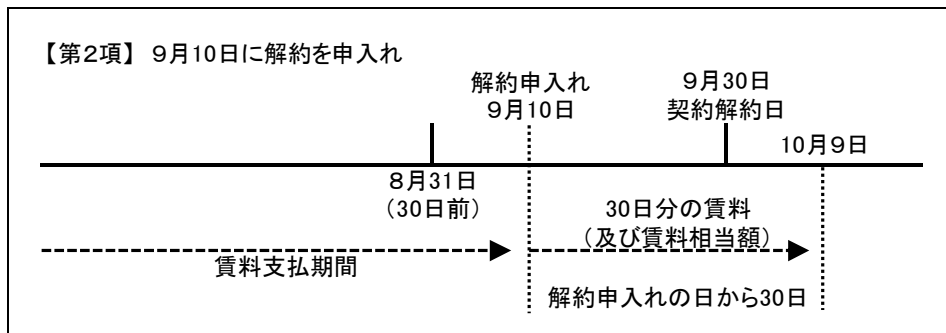 【第2項】 9月10日に解約を申入れ
解約申入れ
9月10日
9月30日
契約解約日
10月9日
8月31日
(30日前)
30日分の賃料
(及び賃料相当額)
賃料支払期間
解約申入れの日から30日